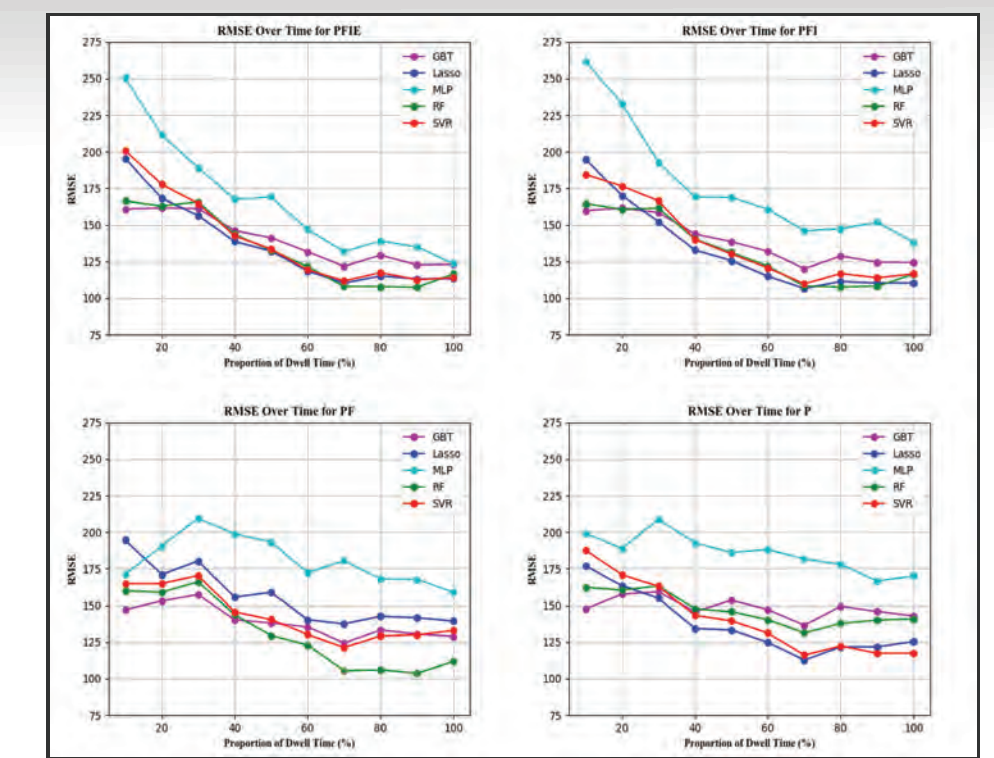 RMSE Over Time for PFIE
275
250
225
200
175
150
125
100
75
RMSE
GBT
Lasso
MLP
RF
SVR
20 40 60 80 100
Proportion of Dwell Time (%)
RMSE Over Time for PFI
275
250
225
200
175
150
125
100
75
RMSE
GBT
Lasso
MLP
RF
SVR
20 40 60 80 100
Proportion of Dwell Time (%)
RMSE Over Time for PF
275
250
225
200
175
150
125
100
75
RMSE
GBT
Lasso
MLP
RF
SVR
20 40 60 80 100
Proportion of Dwell Time (%)
RMSE Over Time for P
275
250
225
200
175
150
125
100
75
RMSE
GBT
Lasso
MLP
RF
SVR
20 40 60 80 100
Proportion of Dwell Time (%)